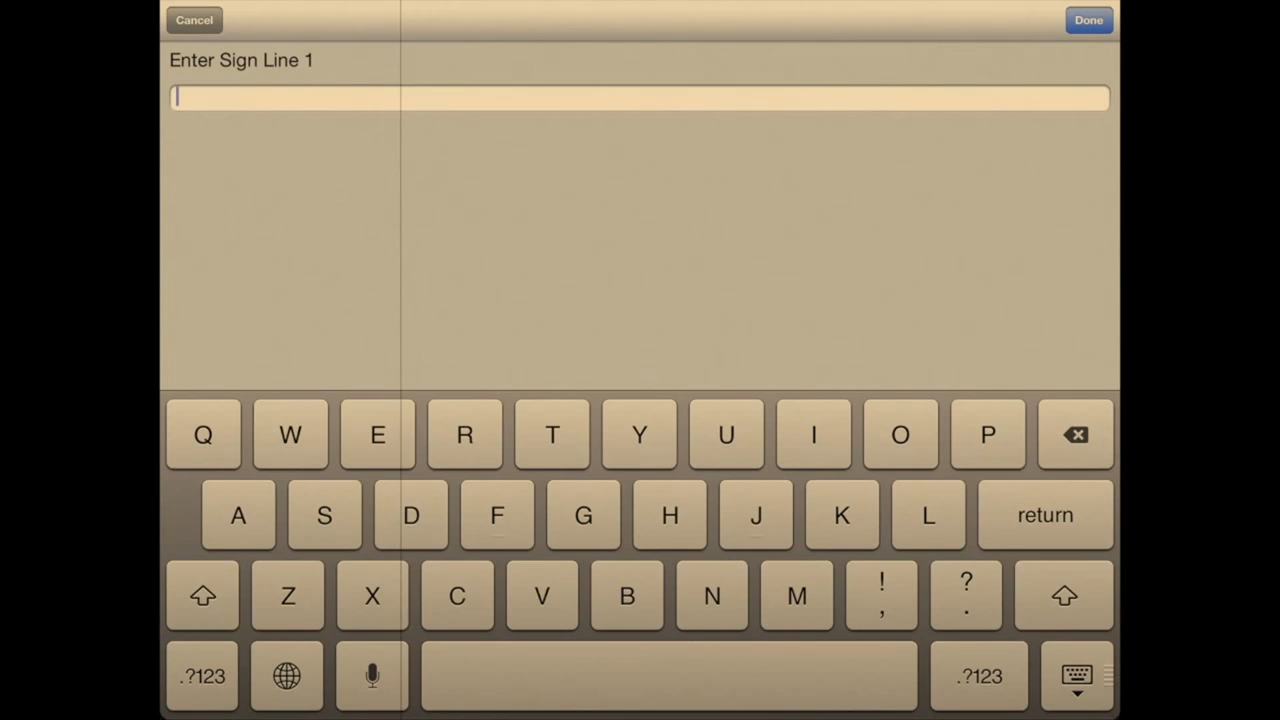 Cancel Done
Enter Sign Line 1
Q W E R T Y U I O P
A S D F G H J K L return
Z X C V B N M ! , ? .
.?123 .?123